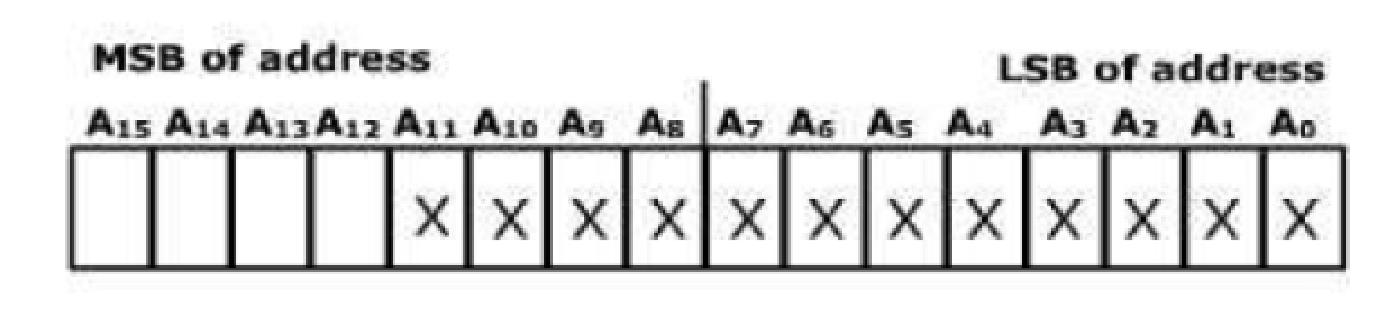 MSB of address
LSB of address
A₁₅ A₁₄ A₁₃ A₁₂ A₁₁ A₁₀ A₉ A₈ A₇ A₆ A₅ A₄ A₃ A₂ A₁ A₀
X X X X X X X X X X X X